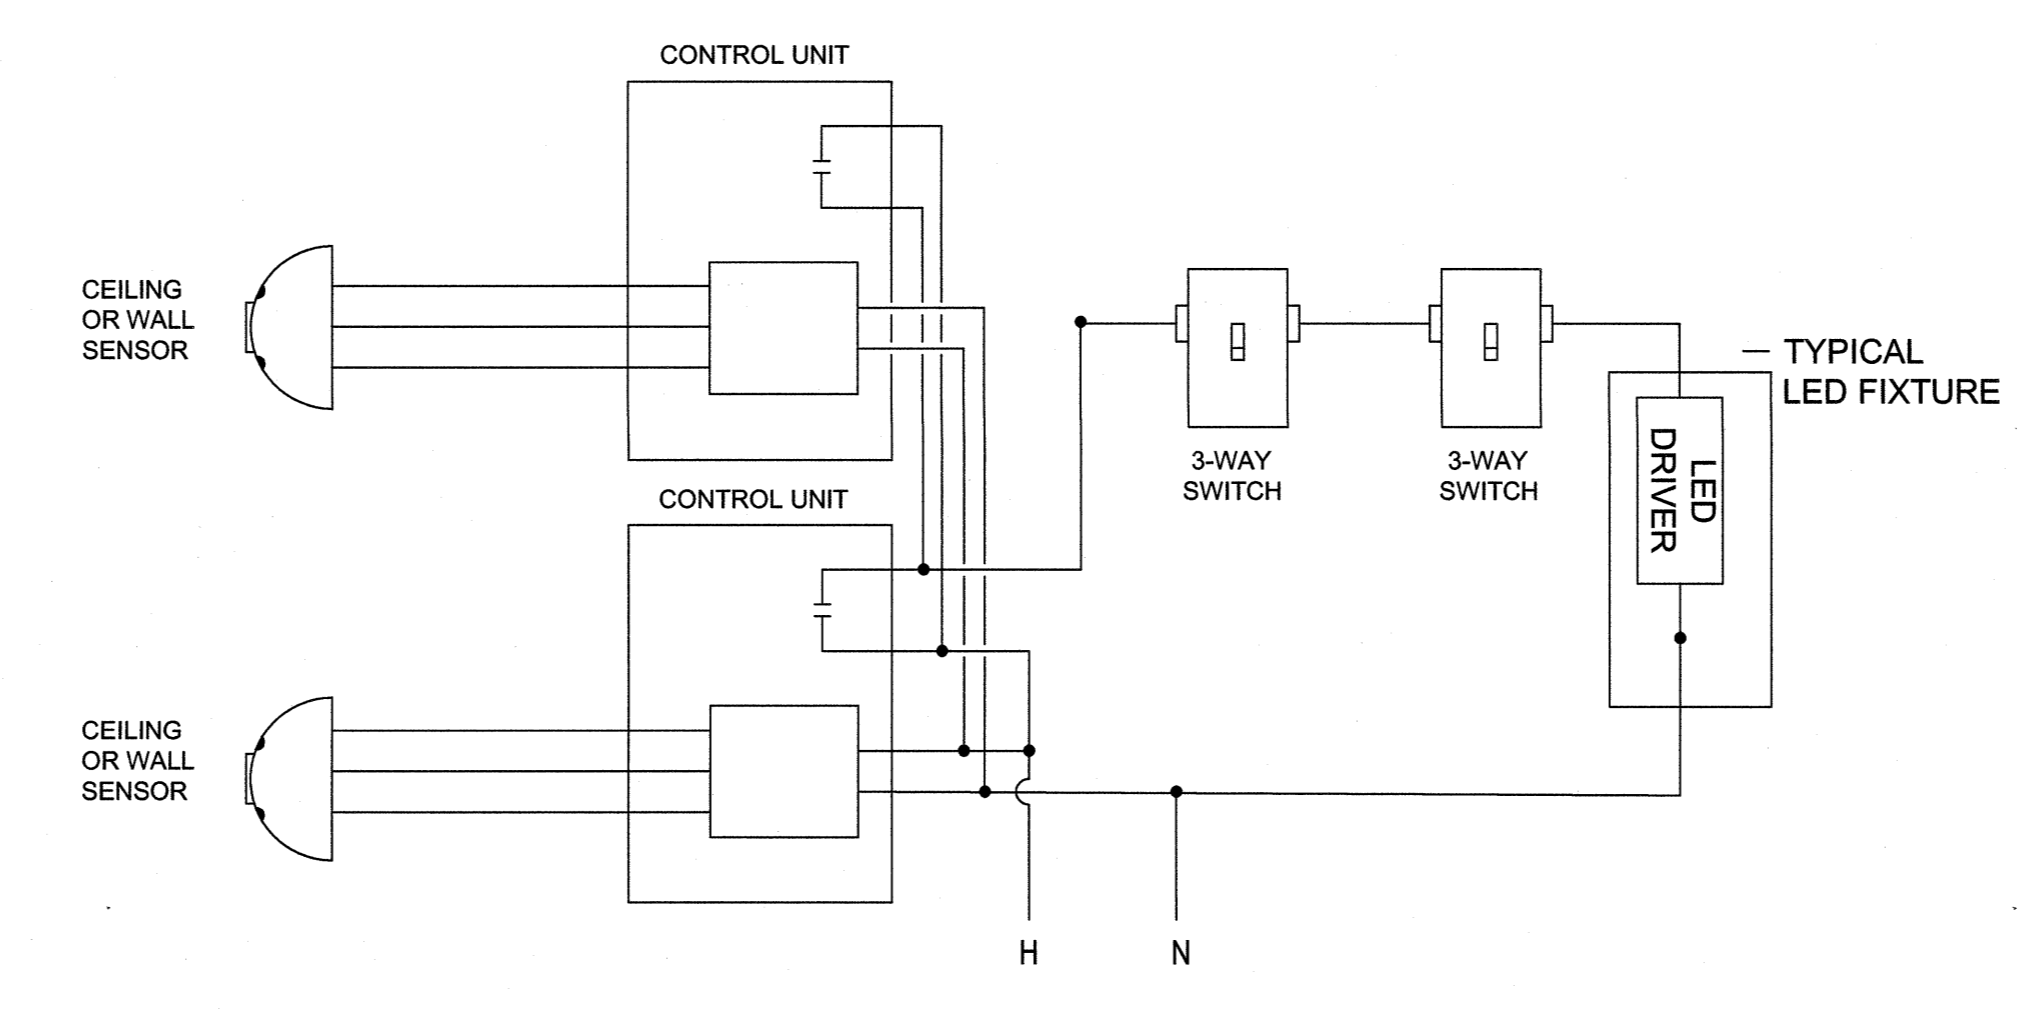 CONTROL UNIT
CEILING
OR WALL
SENSOR
3-WAY
SWITCH
3-WAY
SWITCH
TYPICAL
LED FIXTURE
LED
DRIVER
CONTROL UNIT
CEILING
OR WALL
SENSOR
H
N